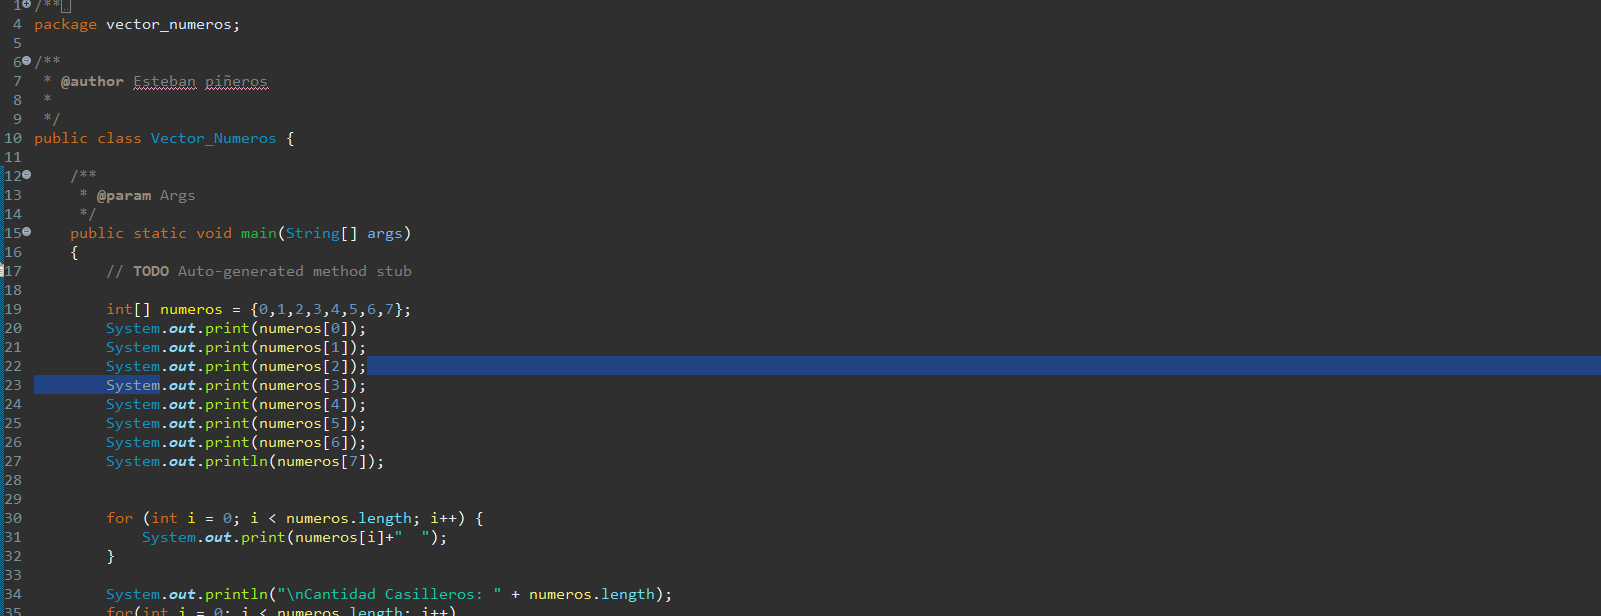 1 /**
4 package vector_numeros;
5
6 /**
7  * @author Esteban piñeros
8  *
9  */
10 public class Vector_Numeros {
11
12     /**
13      * @param Args
14      */
15     public static void main(String[] args)
16     {
17         // TODO Auto-generated method stub
18
19         int[] numeros = {0,1,2,3,4,5,6,7};
20         System.out.print(numeros[0]);
21         System.out.print(numeros[1]);
22         System.out.print(numeros[2]);
23         System.out.print(numeros[3]);
24         System.out.print(numeros[4]);
25         System.out.print(numeros[5]);
26         System.out.print(numeros[6]);
27         System.out.println(numeros[7]);
28
29
30         for (int i = 0; i < numeros.length; i++) {
31             System.out.print(numeros[i]+"  ");
32         }
33
34         System.out.println("\nCantidad Casilleros: " + numeros.length);
35         for(int i = 0; i < numeros.length; i++)